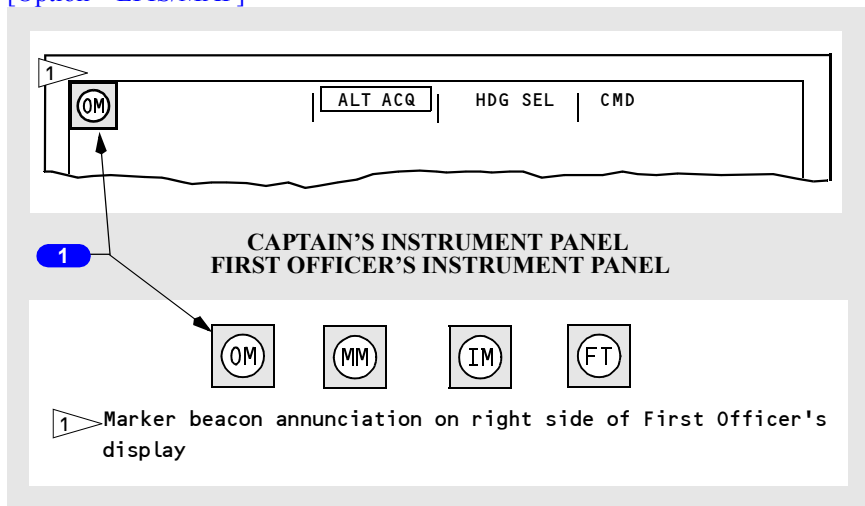 [Option - EFIS/MAP]
1
OM
ALT ACQ HDG SEL CMD
1
CAPTAIN’S INSTRUMENT PANEL
FIRST OFFICER’S INSTRUMENT PANEL
OM MM IM FT
1 Marker beacon annunciation on right side of First Officer's
display